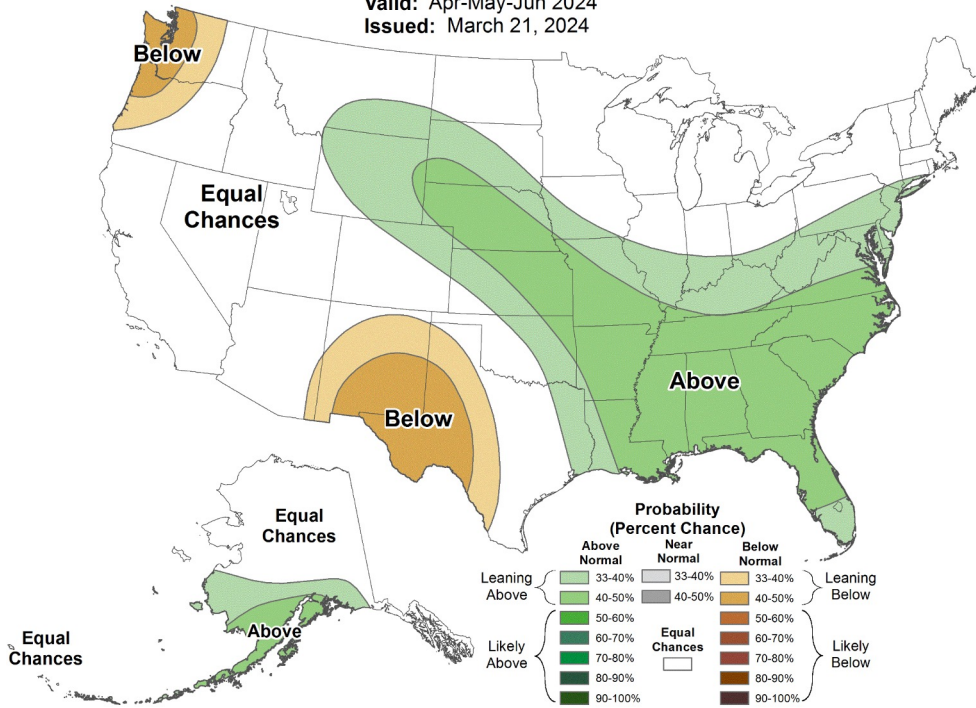 Valid: Apr-May-Jun 2024
Issued: March 21, 2024
Below
Equal
Chances
Above
Below
Equal
Chances
Above
Equal
Chances
Probability
(Percent Chance)
Above
Normal
Near
Normal
Below
Normal
Leaning
Above
33-40%
33-40%
33-40%
Leaning
Below
40-50%
40-50%
40-50%
50-60%
50-60%
Likely
Above
60-70%
Equal
Chances
60-70%
Likely
Below
70-80%
70-80%
80-90%
80-90%
90-100%
90-100%